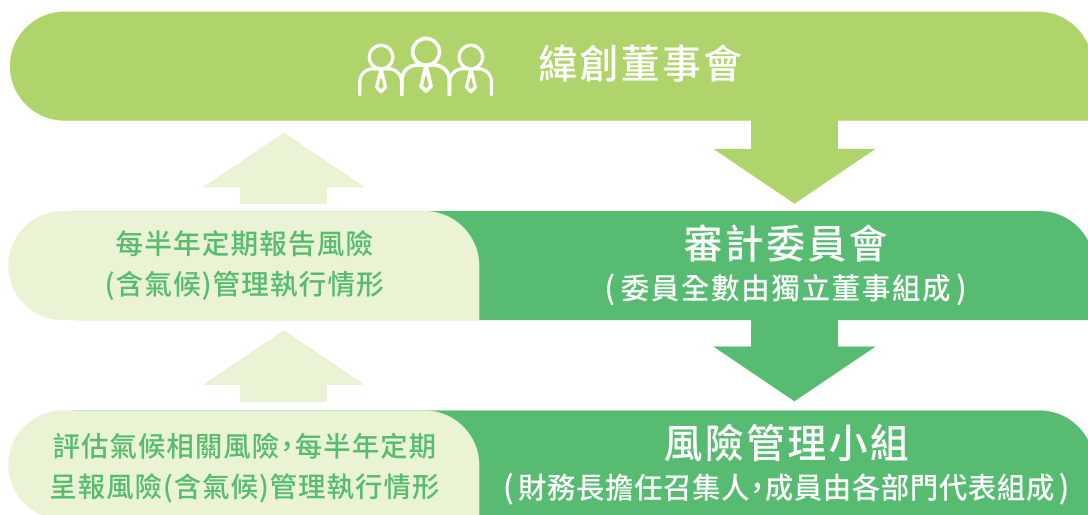 緯創董事會
每半年定期報告風險
(含氣候)管理執行情形
審計委員會
(委員全數由獨立董事組成)
評估氣候相關風險，每半年定期
呈報風險(含氣候)管理執行情形
風險管理小組
(財務長擔任召集人，成員由各部門代表組成)